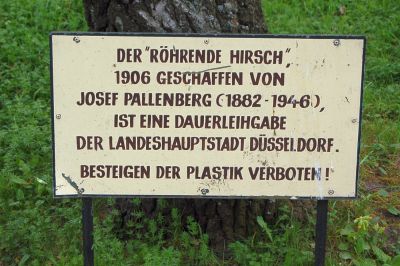 DER "RÖHRENDE HIRSCH",
1906 GESCHAFFEN VON
JOSEF PALLENBERG (1882-1946),
IST EINE DAUERLEIHGABE
DER LANDESHAUPTSTADT DÜSSELDORF.
BESTEIGEN DER PLASTIK VERBOTEN!